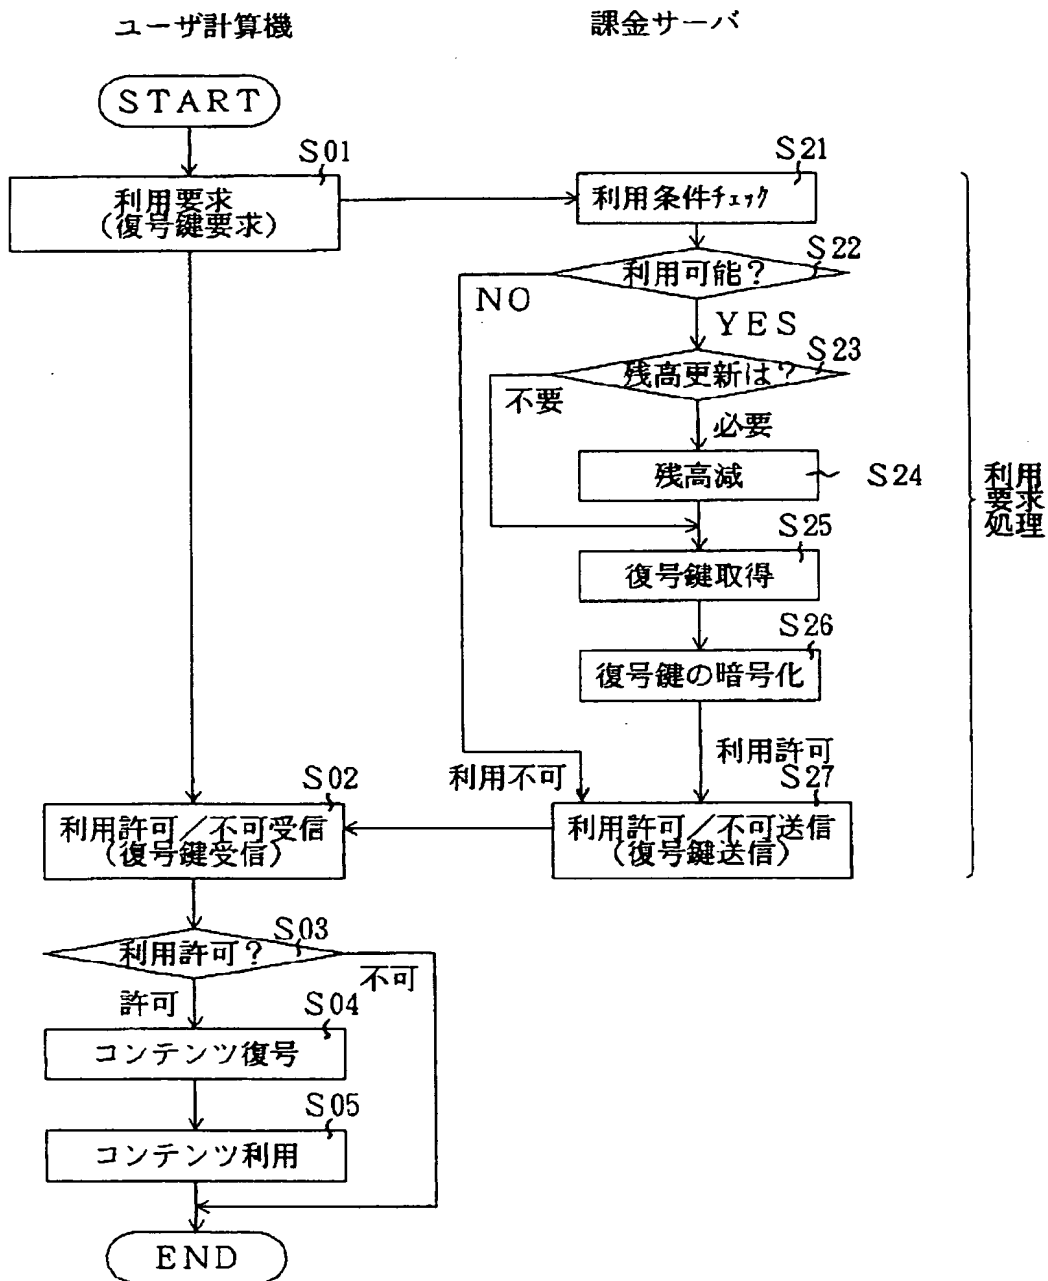 ユーザ計算機
課金サーバ
START
S01
利用要求
(復号鍵要求)
S21
利用条件チェック
S22
利用可能?
NO
YES
S23
残高更新は?
不要
必要
残高減
S24
S25
復号鍵取得
S26
復号鍵の暗号化
利用許可
利用不可
S27
利用許可/不可送信
(復号鍵送信)
利用
要求
処理
S02
利用許可/不可受信
(復号鍵受信)
S03
利用許可?
不可
許可
S04
コンテンツ復号
S05
コンテンツ利用
END